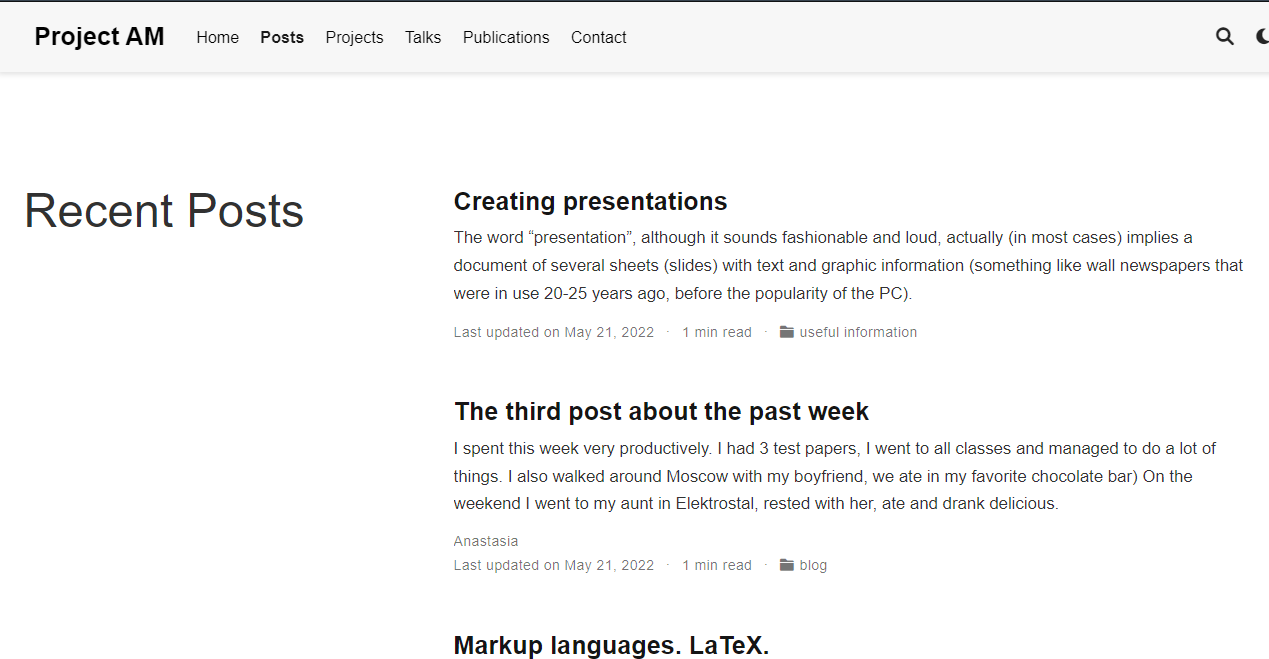 Project AM Home Posts Projects Talks Publications Contact
Recent Posts
Creating presentations
The word “presentation”, although it sounds fashionable and loud, actually (in most cases) implies a
document of several sheets (slides) with text and graphic information (something like wall newspapers that
were in use 20-25 years ago, before the popularity of the PC).
Last updated on May 21, 2022 · 1 min read · useful information
The third post about the past week
I spent this week very productively. I had 3 test papers, I went to all classes and managed to do a lot of
things. I also walked around Moscow with my boyfriend, we ate in my favorite chocolate bar) On the
weekend I went to my aunt in Elektrostal, rested with her, ate and drank delicious.
Anastasia
Last updated on May 21, 2022 · 1 min read · blog
Markup languages. LaTeX.